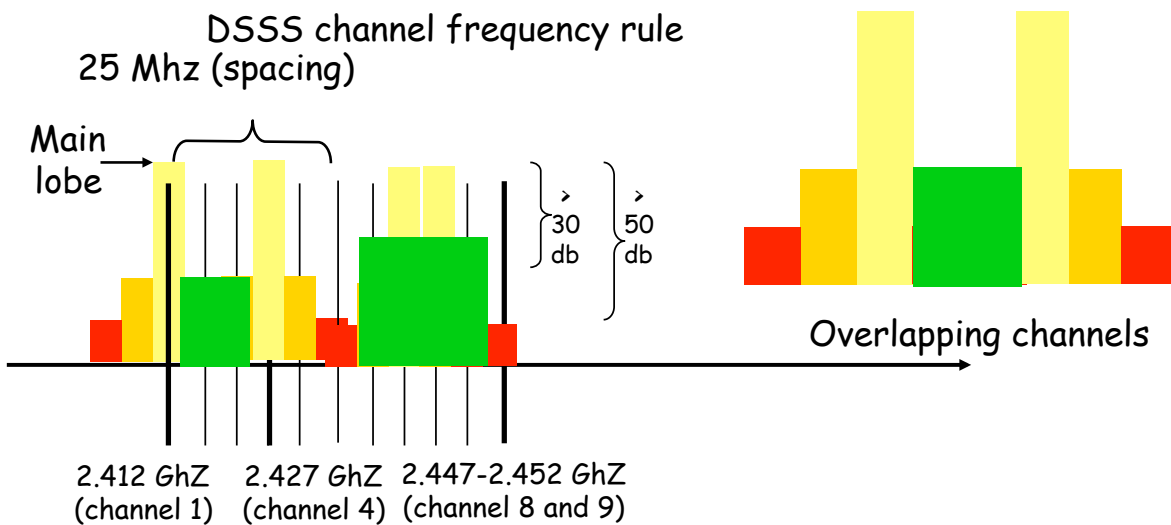 DSSS channel frequency rule
25 Mhz (spacing)
Main
lobe
>
30
db
>
50
db
Overlapping channels
2.412 GhZ
(channel 1)
2.427 GhZ
(channel 4)
2.447-2.452 GhZ
(channel 8 and 9)